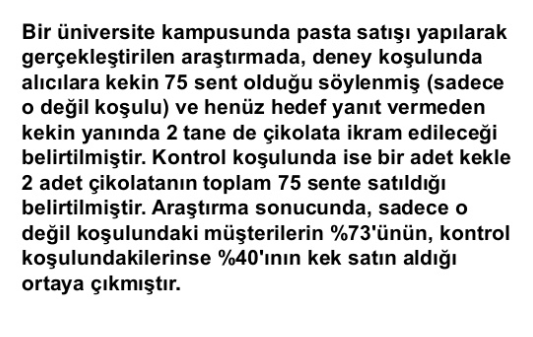 Bir üniversite kampusunda pasta satışı yapılarak
gerçekleştirilen araştırmada, deney koşulunda
alıcılara kekin 75 sent olduğu söylenmiş (sadece
o değil koşulu) ve henüz hedef yanıt vermeden
kekin yanında 2 tane de çikolata ikram edileceği
belirtilmiştir. Kontrol koşulunda ise bir adet kekle
2 adet çikolatanın toplam 75 sente satıldığı
belirtilmiştir. Araştırma sonucunda, sadece o
değil koşulundaki müşterilerin %73'ünün, kontrol
koşulundakilerinse %40'ının kek satın aldığı
ortaya çıkmıştır.